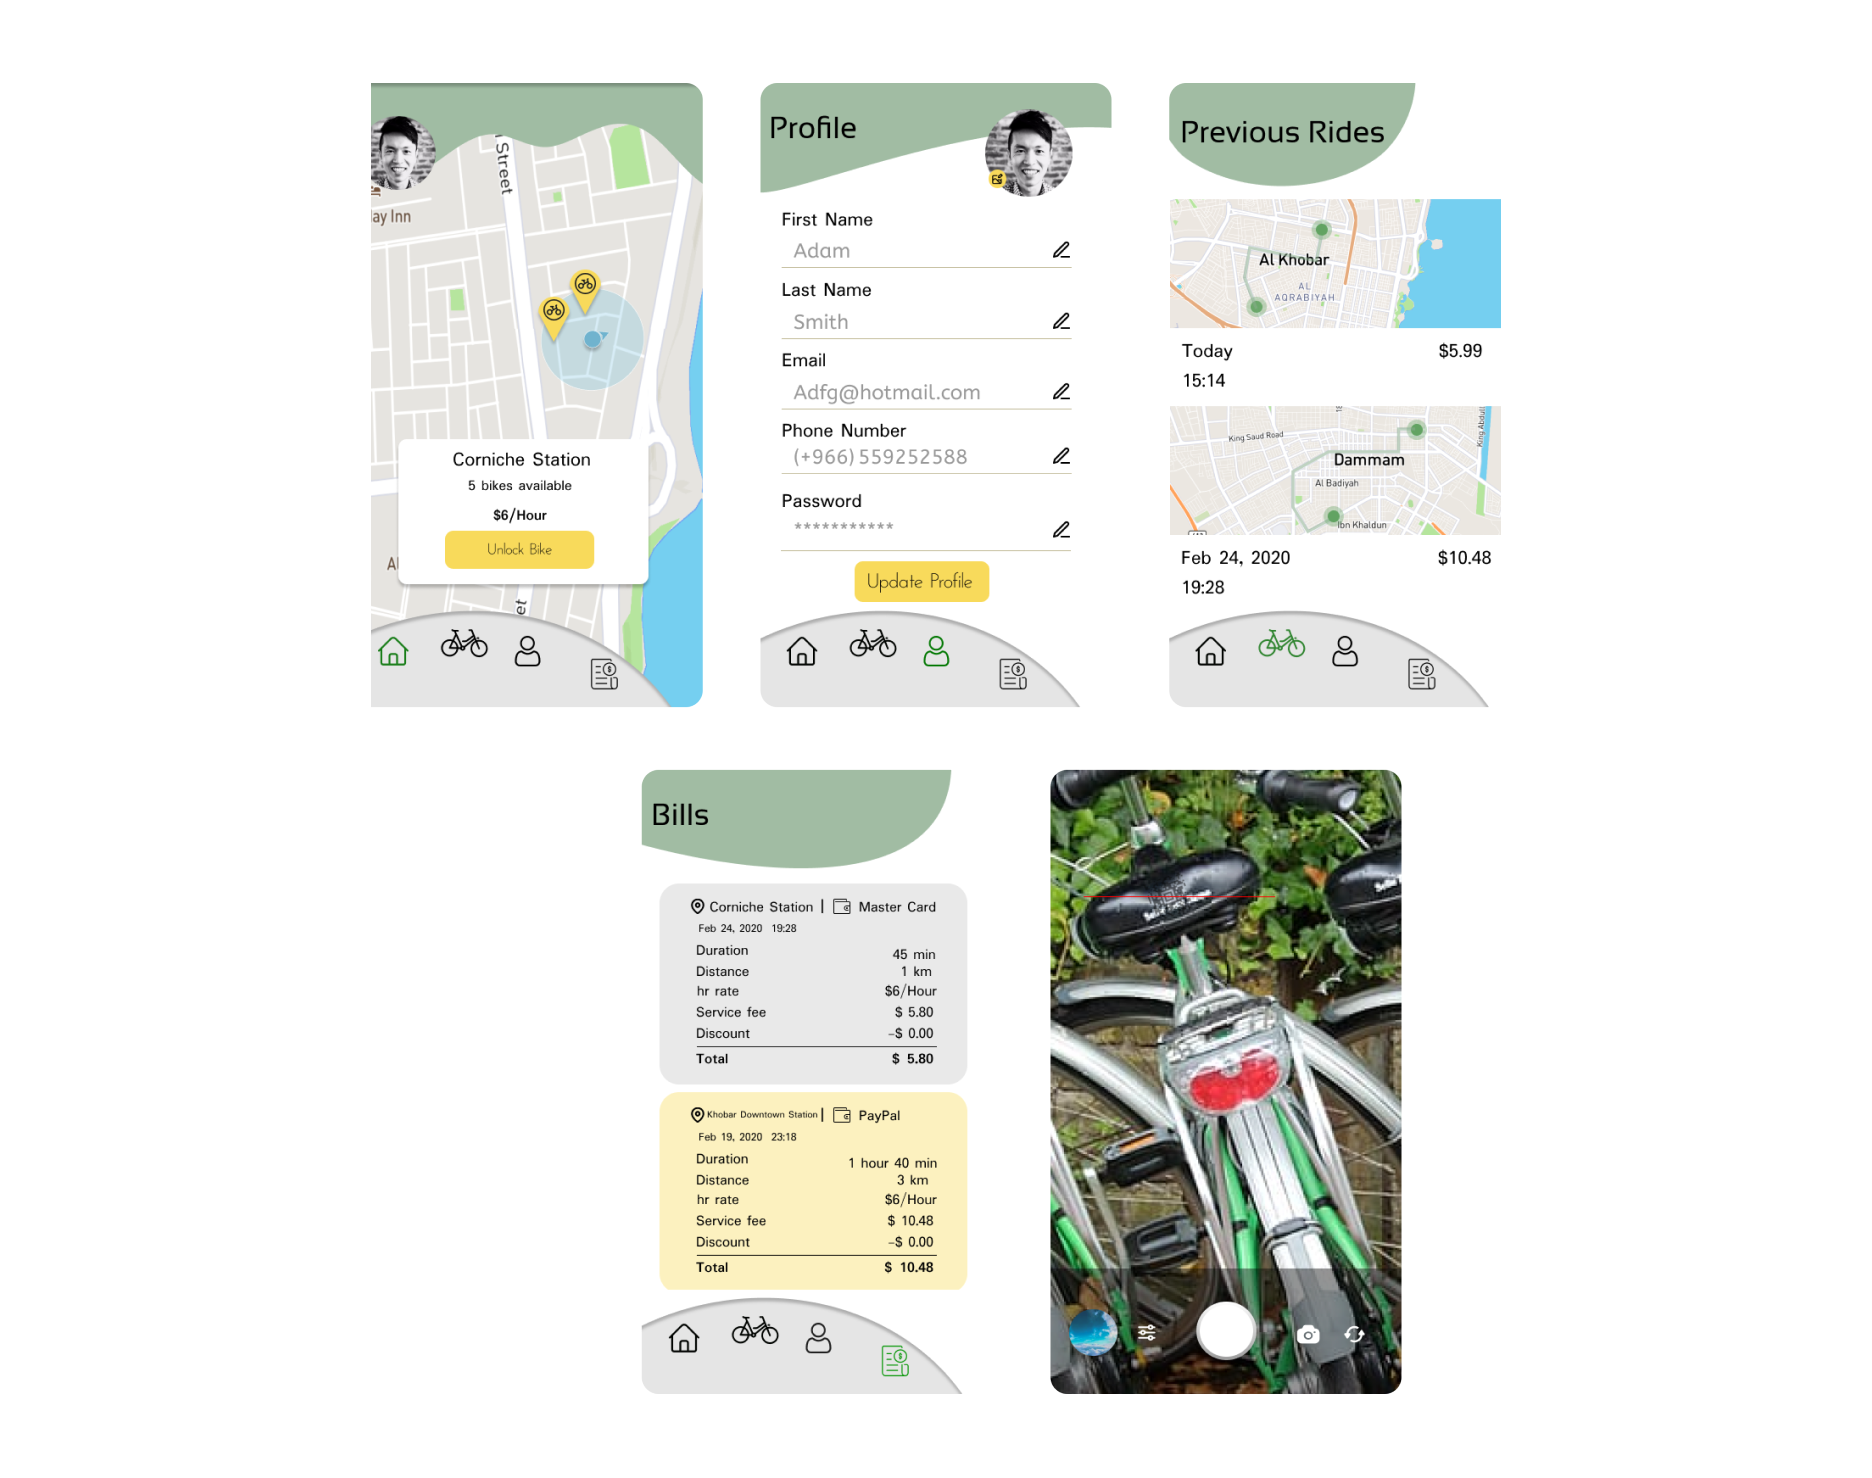 Street
ay Inn
Corniche Station
5 bikes available
$6/Hour
Unlock Bike
Al
et
Profile
First Name
Adam
Last Name
Smith
Email
Adfg@hotmail.com
Phone Number
(+966) 559252588
Password
***********
Update Profile
Previous Rides
Al Khobar
AL
AQRABIYAH
Today $5.99
15:14
18
King Saud Road
King Abdull
Dammam
Al Badiyah
Ibn Khaldun
Feb 24, 2020 $10.48
19:28
Bills
Corniche Station | Master Card
Feb 24, 2020 19:28
Duration 45 min
Distance 1 km
hr rate $6/Hour
Service fee $ 5.80
Discount -$ 0.00
Total $ 5.80
Khobar Downtown Station | PayPal
Feb 19, 2020 23:18
Duration 1 hour 40 min
Distance 3 km
hr rate $6/Hour
Service fee $ 10.48
Discount -$ 0.00
Total $ 10.48